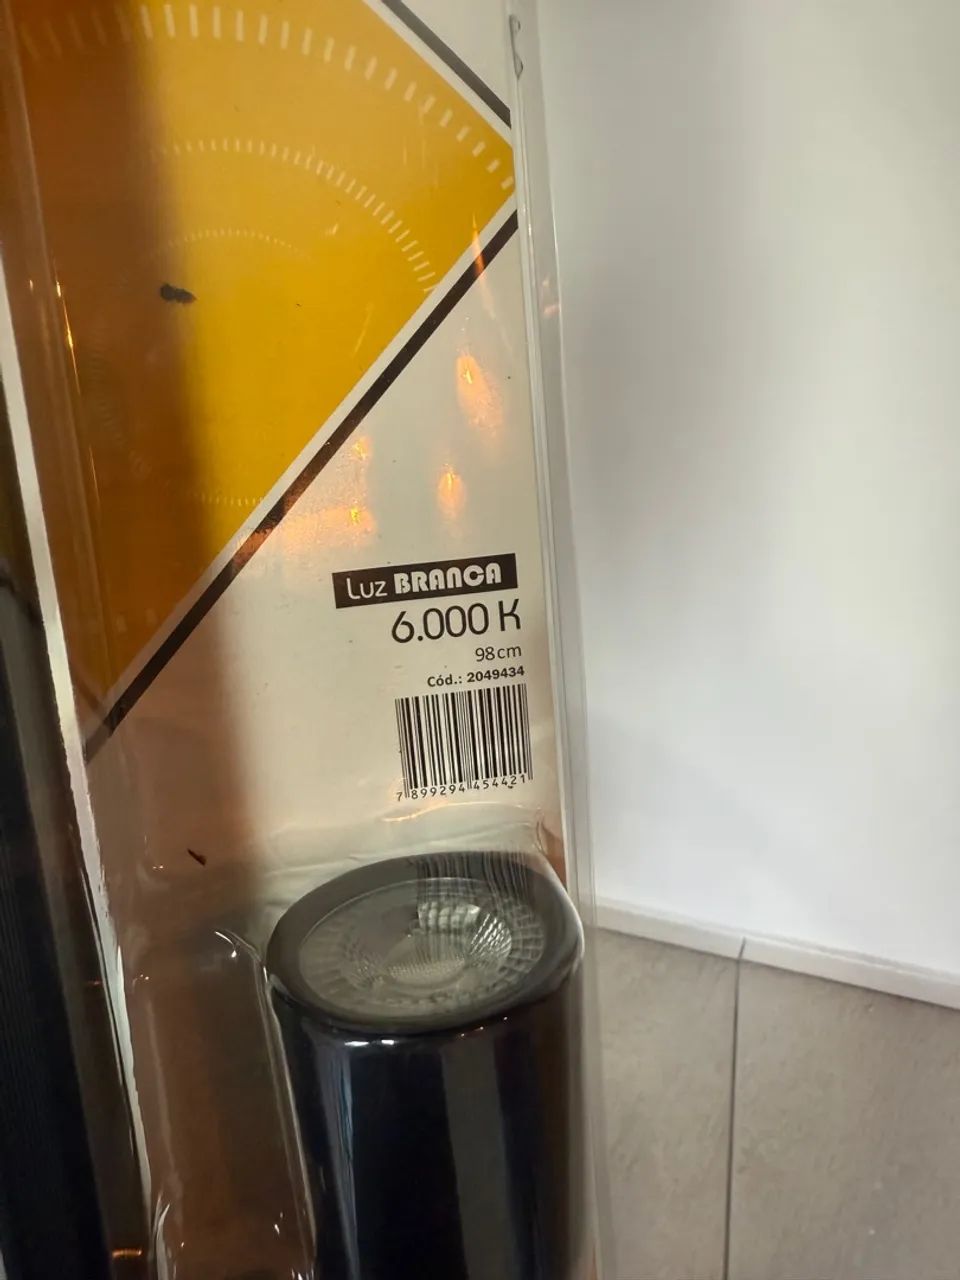 Luz BRANCA
6.000 K
98cm
Cód.: 2049434
7 899294 454421